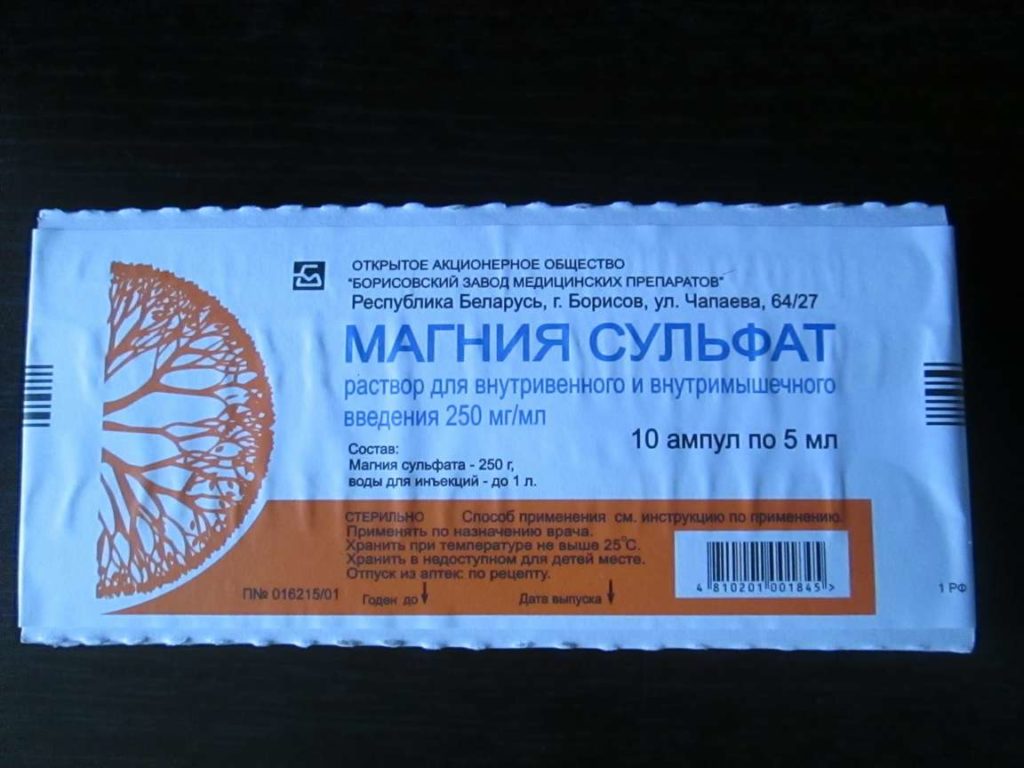 ОТКРЫТОЕ АКЦИОНЕРНОЕ ОБЩЕСТВО
"БОРИСОВСКИЙ ЗАВОД МЕДИЦИНСКИХ ПРЕПАРАТОВ"
Республика Беларусь, г. Борисов, ул. Чапаева, 64/27
МАГНИЯ СУЛЬФАТ
раствор для внутривенного и внутримышечного
введения 250 мг/мл
10 ампул по 5 мл
Состав:
Магния сульфата - 250 г,
воды для инъекций - до 1 л.
СТЕРИЛЬНО Способ применения см. инструкцию по применению.
Применять по назначению врача.
Хранить при температуре не выше 25°С.
Хранить в недоступном для детей месте.
Отпуск из аптек: по рецепту.
П№ 016215/01 Годен до Дата выпуска
4 810201 001845 >
1 РФ